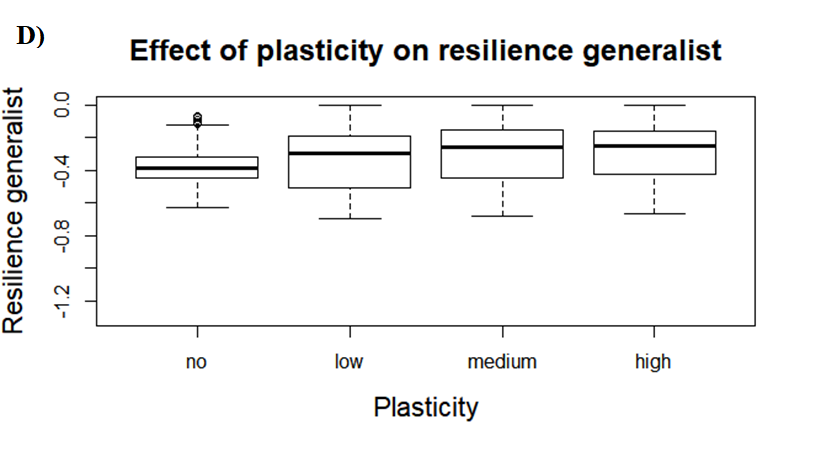 D)
Effect of plasticity on resilience generalist
Resilience generalist
0.0
-0.4
-0.8
-1.2
no low medium high
Plasticity